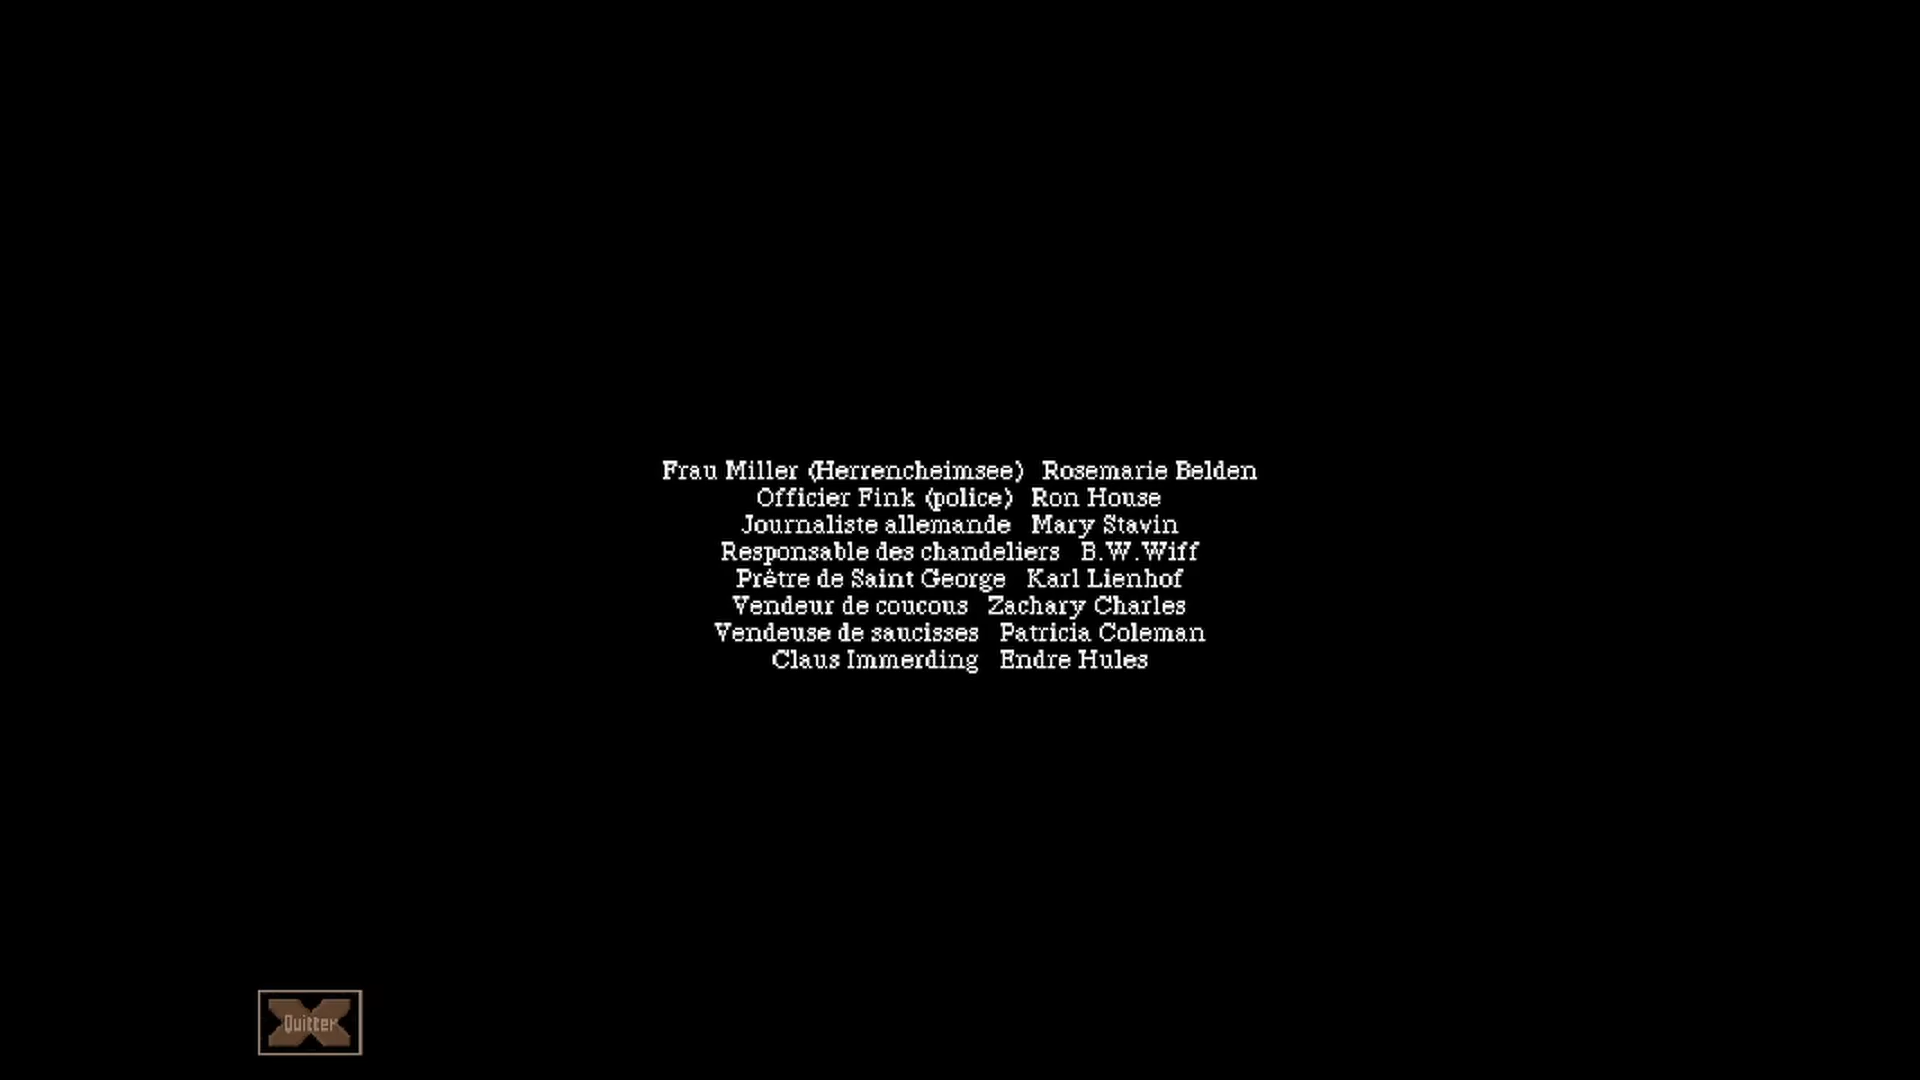 Frau Miller (Herrencheimsee) Rosemarie Belden
Officier Fink (police) Ron House
Journaliste allemande Mary Stavin
Responsable des chandeliers B.W.Wiff
Prêtre de Saint George Karl Lienhof
Vendeur de coucous Zachary Charles
Vendeuse de saucisses Patricia Coleman
Claus Immerding Endre Hules
Quitter